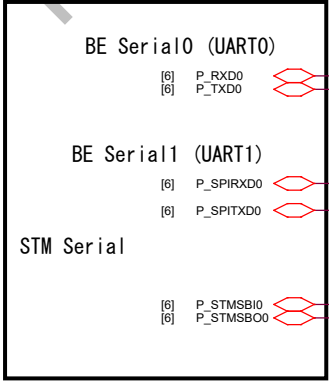 BE Serial0 (UART0)
[6] P_RXD0
[6] P_TXD0
BE Serial1 (UART1)
[6] P_SPIRXD0
[6] P_SPITXD0
STM Serial
[6] P_STMSBI0
[6] P_STMSBO0